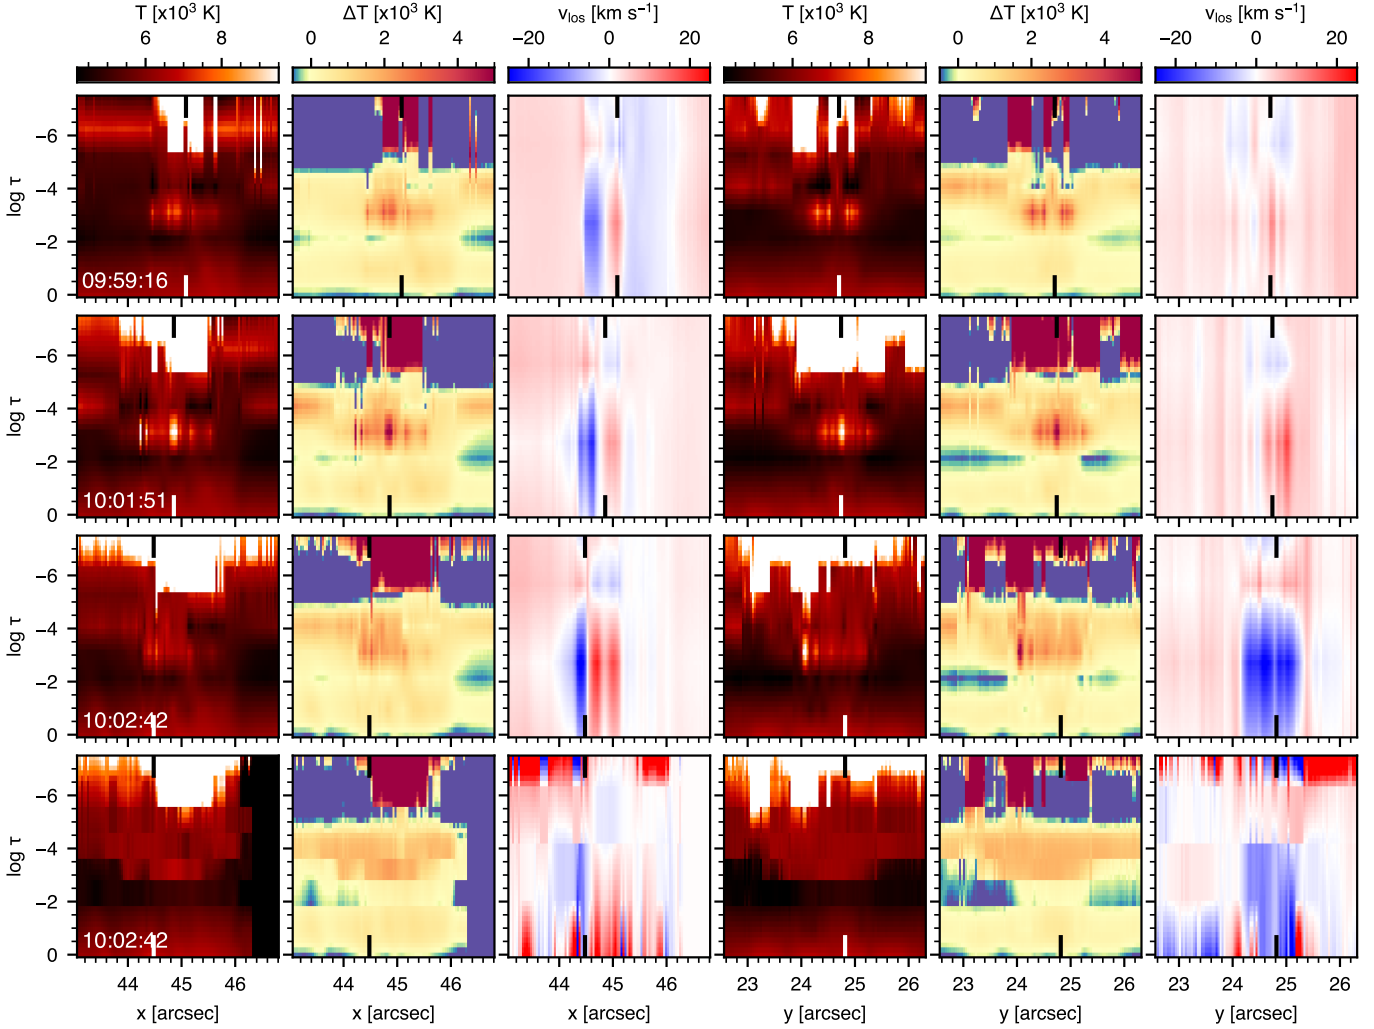 T [x10³ K] ΔT [x10³ K] v_los [km s⁻¹] T [x10³ K] ΔT [x10³ K] v_los [km s⁻¹]
6 8 0 2 4 −20 0 20 6 8 0 2 4 −20 0 20
log τ
−6
−4
−2
0
09:59:16
log τ
−6
−4
−2
0
10:01:51
log τ
−6
−4
−2
0
10:02:42
log τ
−6
−4
−2
0
10:02:42
44 45 46 44 45 46 44 45 46 23 24 25 26 23 24 25 26 23 24 25 26
x [arcsec] x [arcsec] x [arcsec] y [arcsec] y [arcsec] y [arcsec]